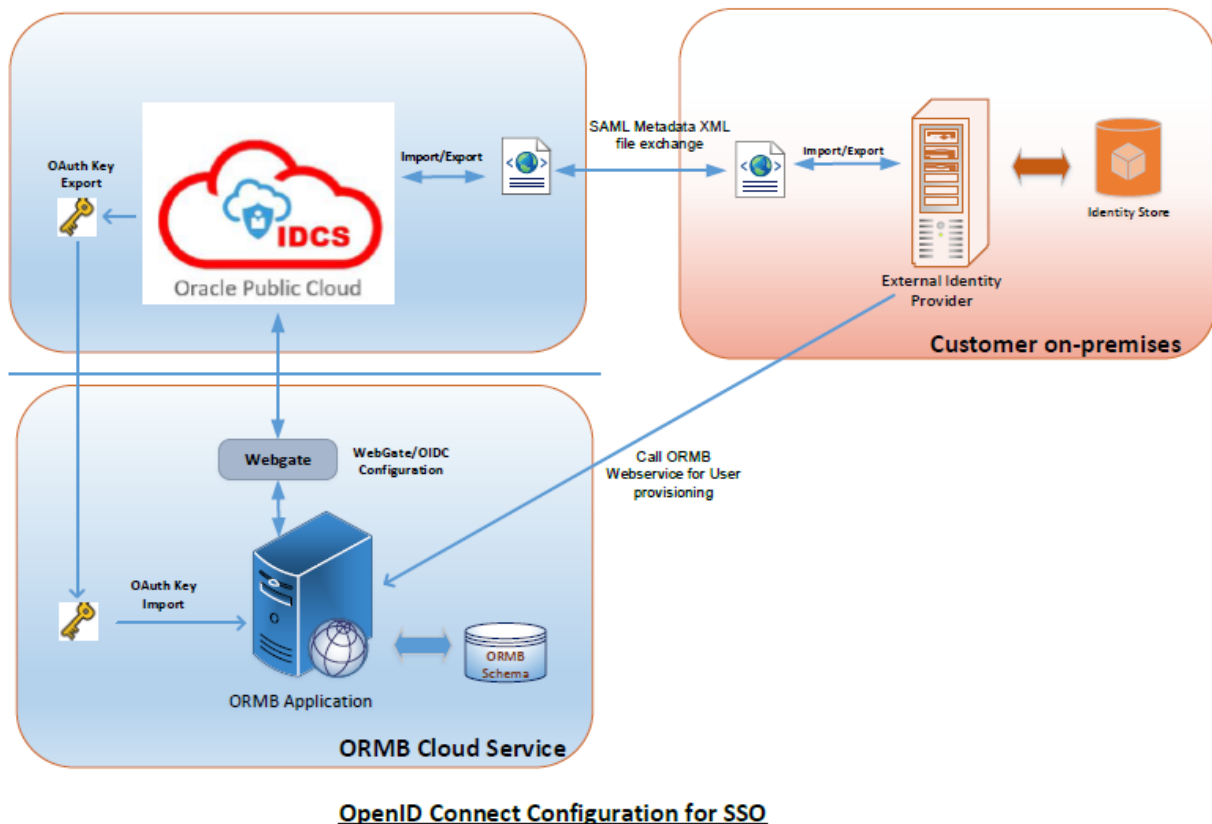 OAuth Key
Export
IDCS
Oracle Public Cloud
Import/Export
SAML Metadata XML
file exchange
Import/Export
Identity Store
External Identity
Provider
Customer on-premises
Webgate
WebGate/OIDC
Configuration
Call ORMB
Webservice for User
provisioning
OAuth Key
Import
ORMB
Schema
ORMB Application
ORMB Cloud Service
OpenID Connect Configuration for SSO